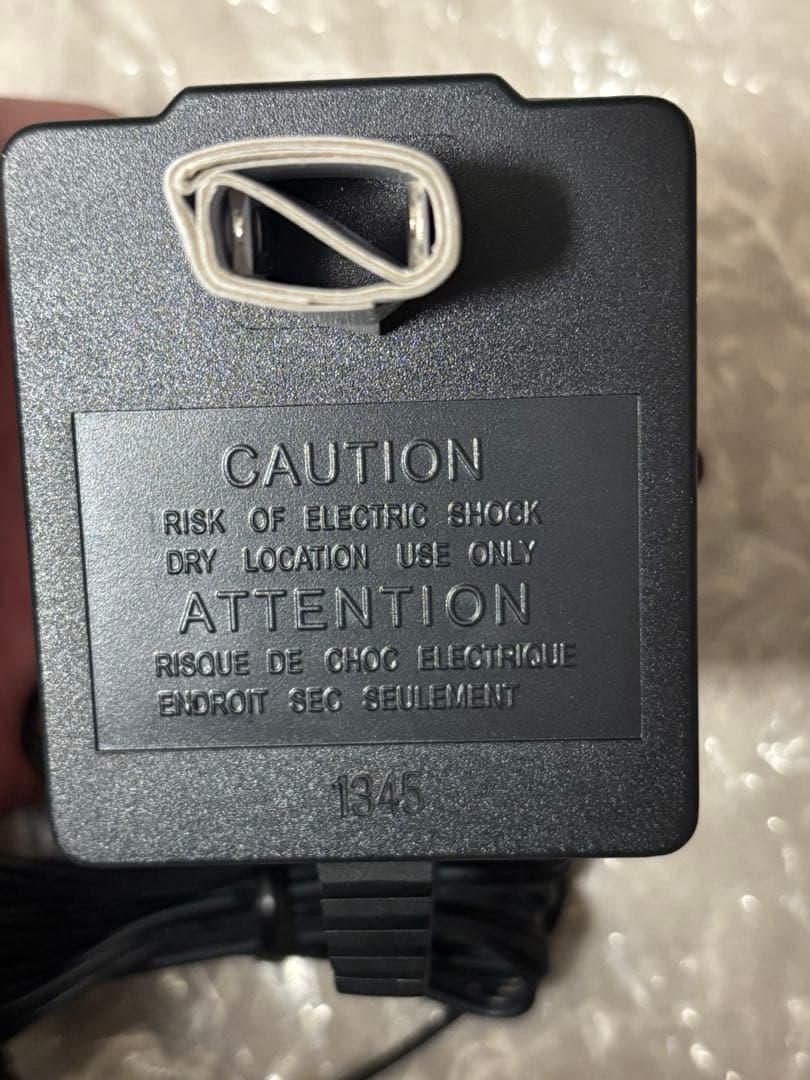 CAUTION
RISK OF ELECTRIC SHOCK
DRY LOCATION USE ONLY
ATTENTION
RISQUE DE CHOC ELECTRIQUE
ENDROIT SEC SEULEMENT
1345